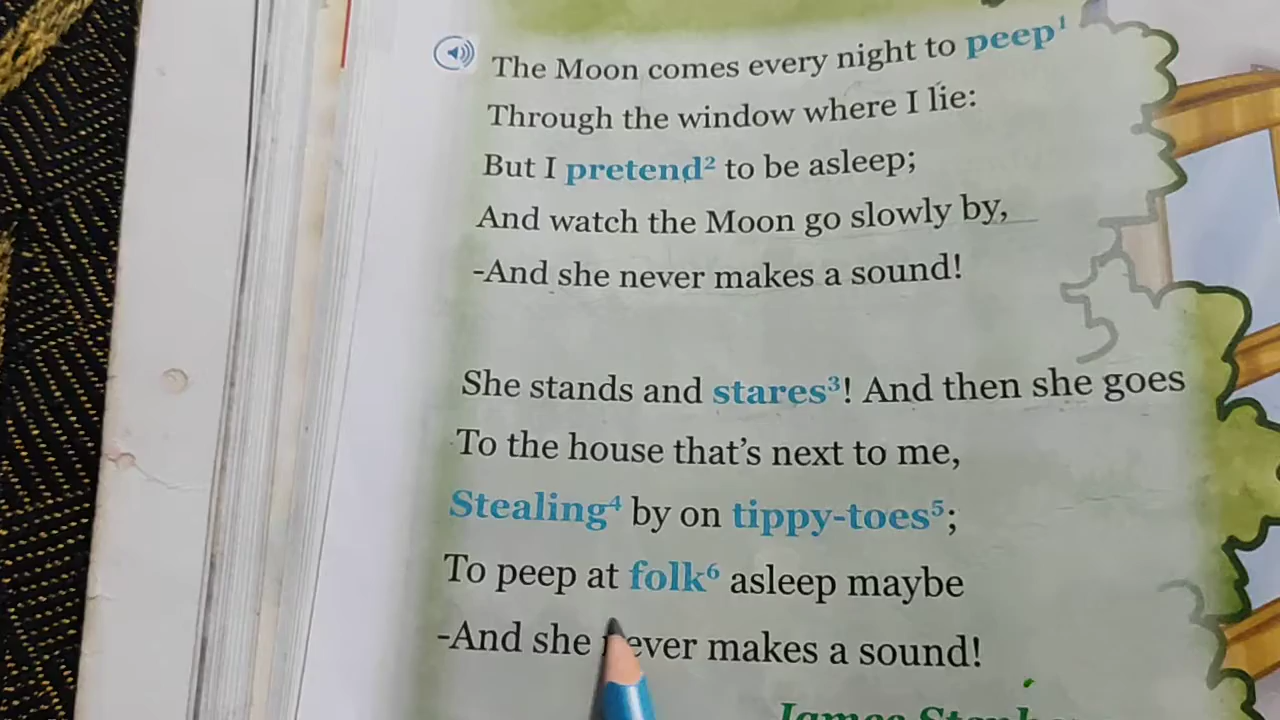 The Moon comes every night to peep¹
Through the window where I lie:
But I pretend² to be asleep;
And watch the Moon go slowly by,
-And she never makes a sound!
She stands and stares³! And then she goes
To the house that's next to me,
Stealing⁴ by on tippy-toes⁵;
To peep at folk⁶ asleep maybe
-And she never makes a sound!
James